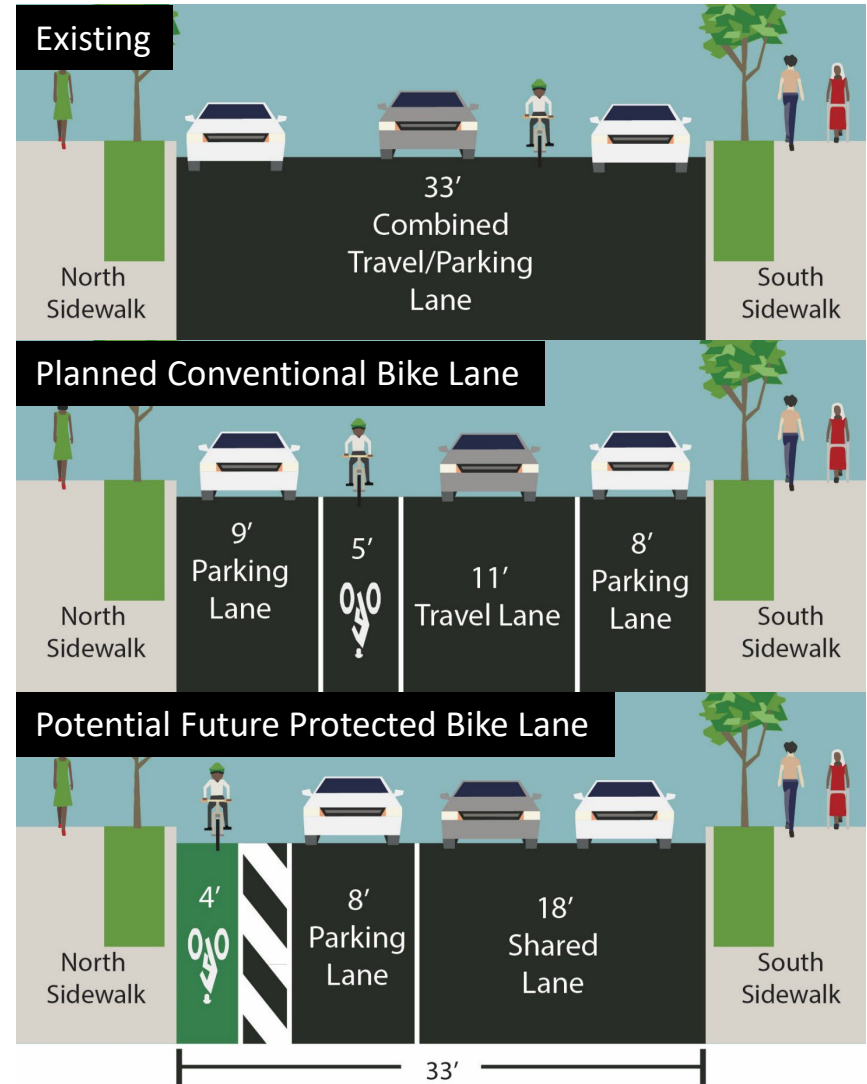 Existing
33’
Combined
Travel/Parking
Lane
North
Sidewalk
South
Sidewalk
Planned Conventional Bike Lane
9’
Parking
Lane
5’
11’
Travel Lane
8’
Parking
Lane
North
Sidewalk
South
Sidewalk
Potential Future Protected Bike Lane
4’
8’
Parking
Lane
18’
Shared
Lane
North
Sidewalk
South
Sidewalk
33’